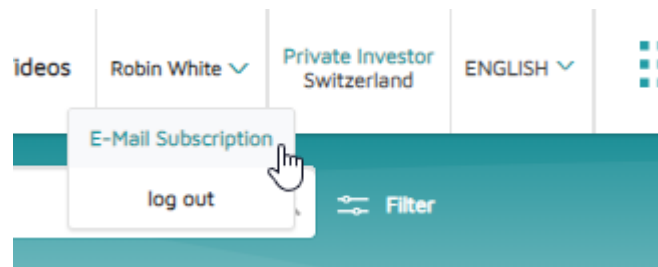 ideos
Robin White
Private Investor
Switzerland
ENGLISH
E-Mail Subscription
log out
Filter